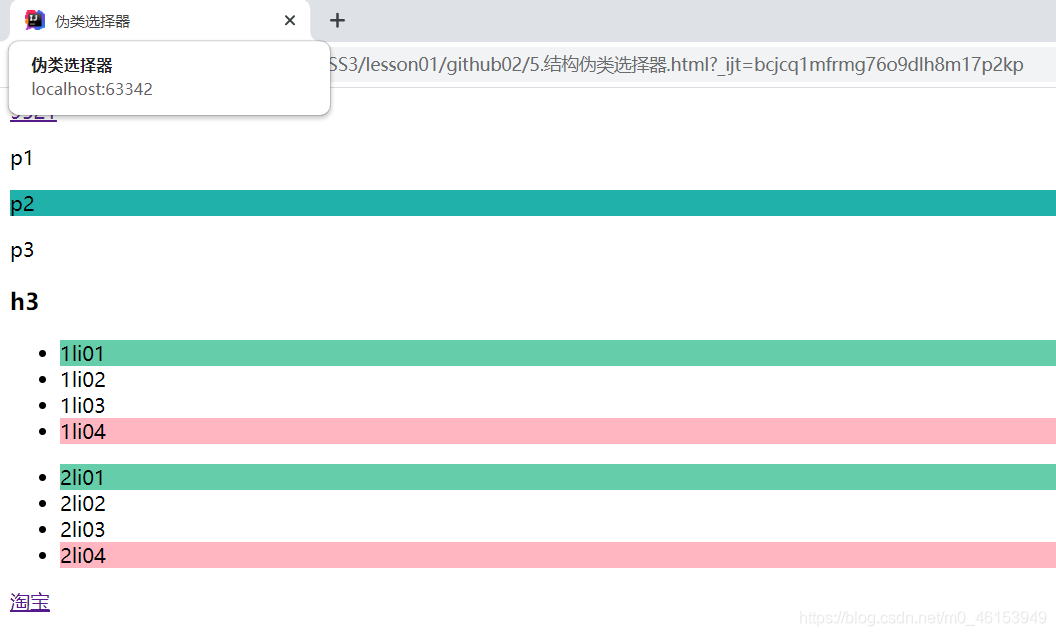 伪类选择器
伪类选择器
localhost:63342
SS3/lesson01/github02/5.结构伪类选择器.html?_ijt=bcjcq1mfrmg76o9dlh8m17p2kp
p1
p2
p3
h3
1li01
1li02
1li03
1li04
2li01
2li02
2li03
2li04
淘宝
https://blog.csdn.net/m0_46153949